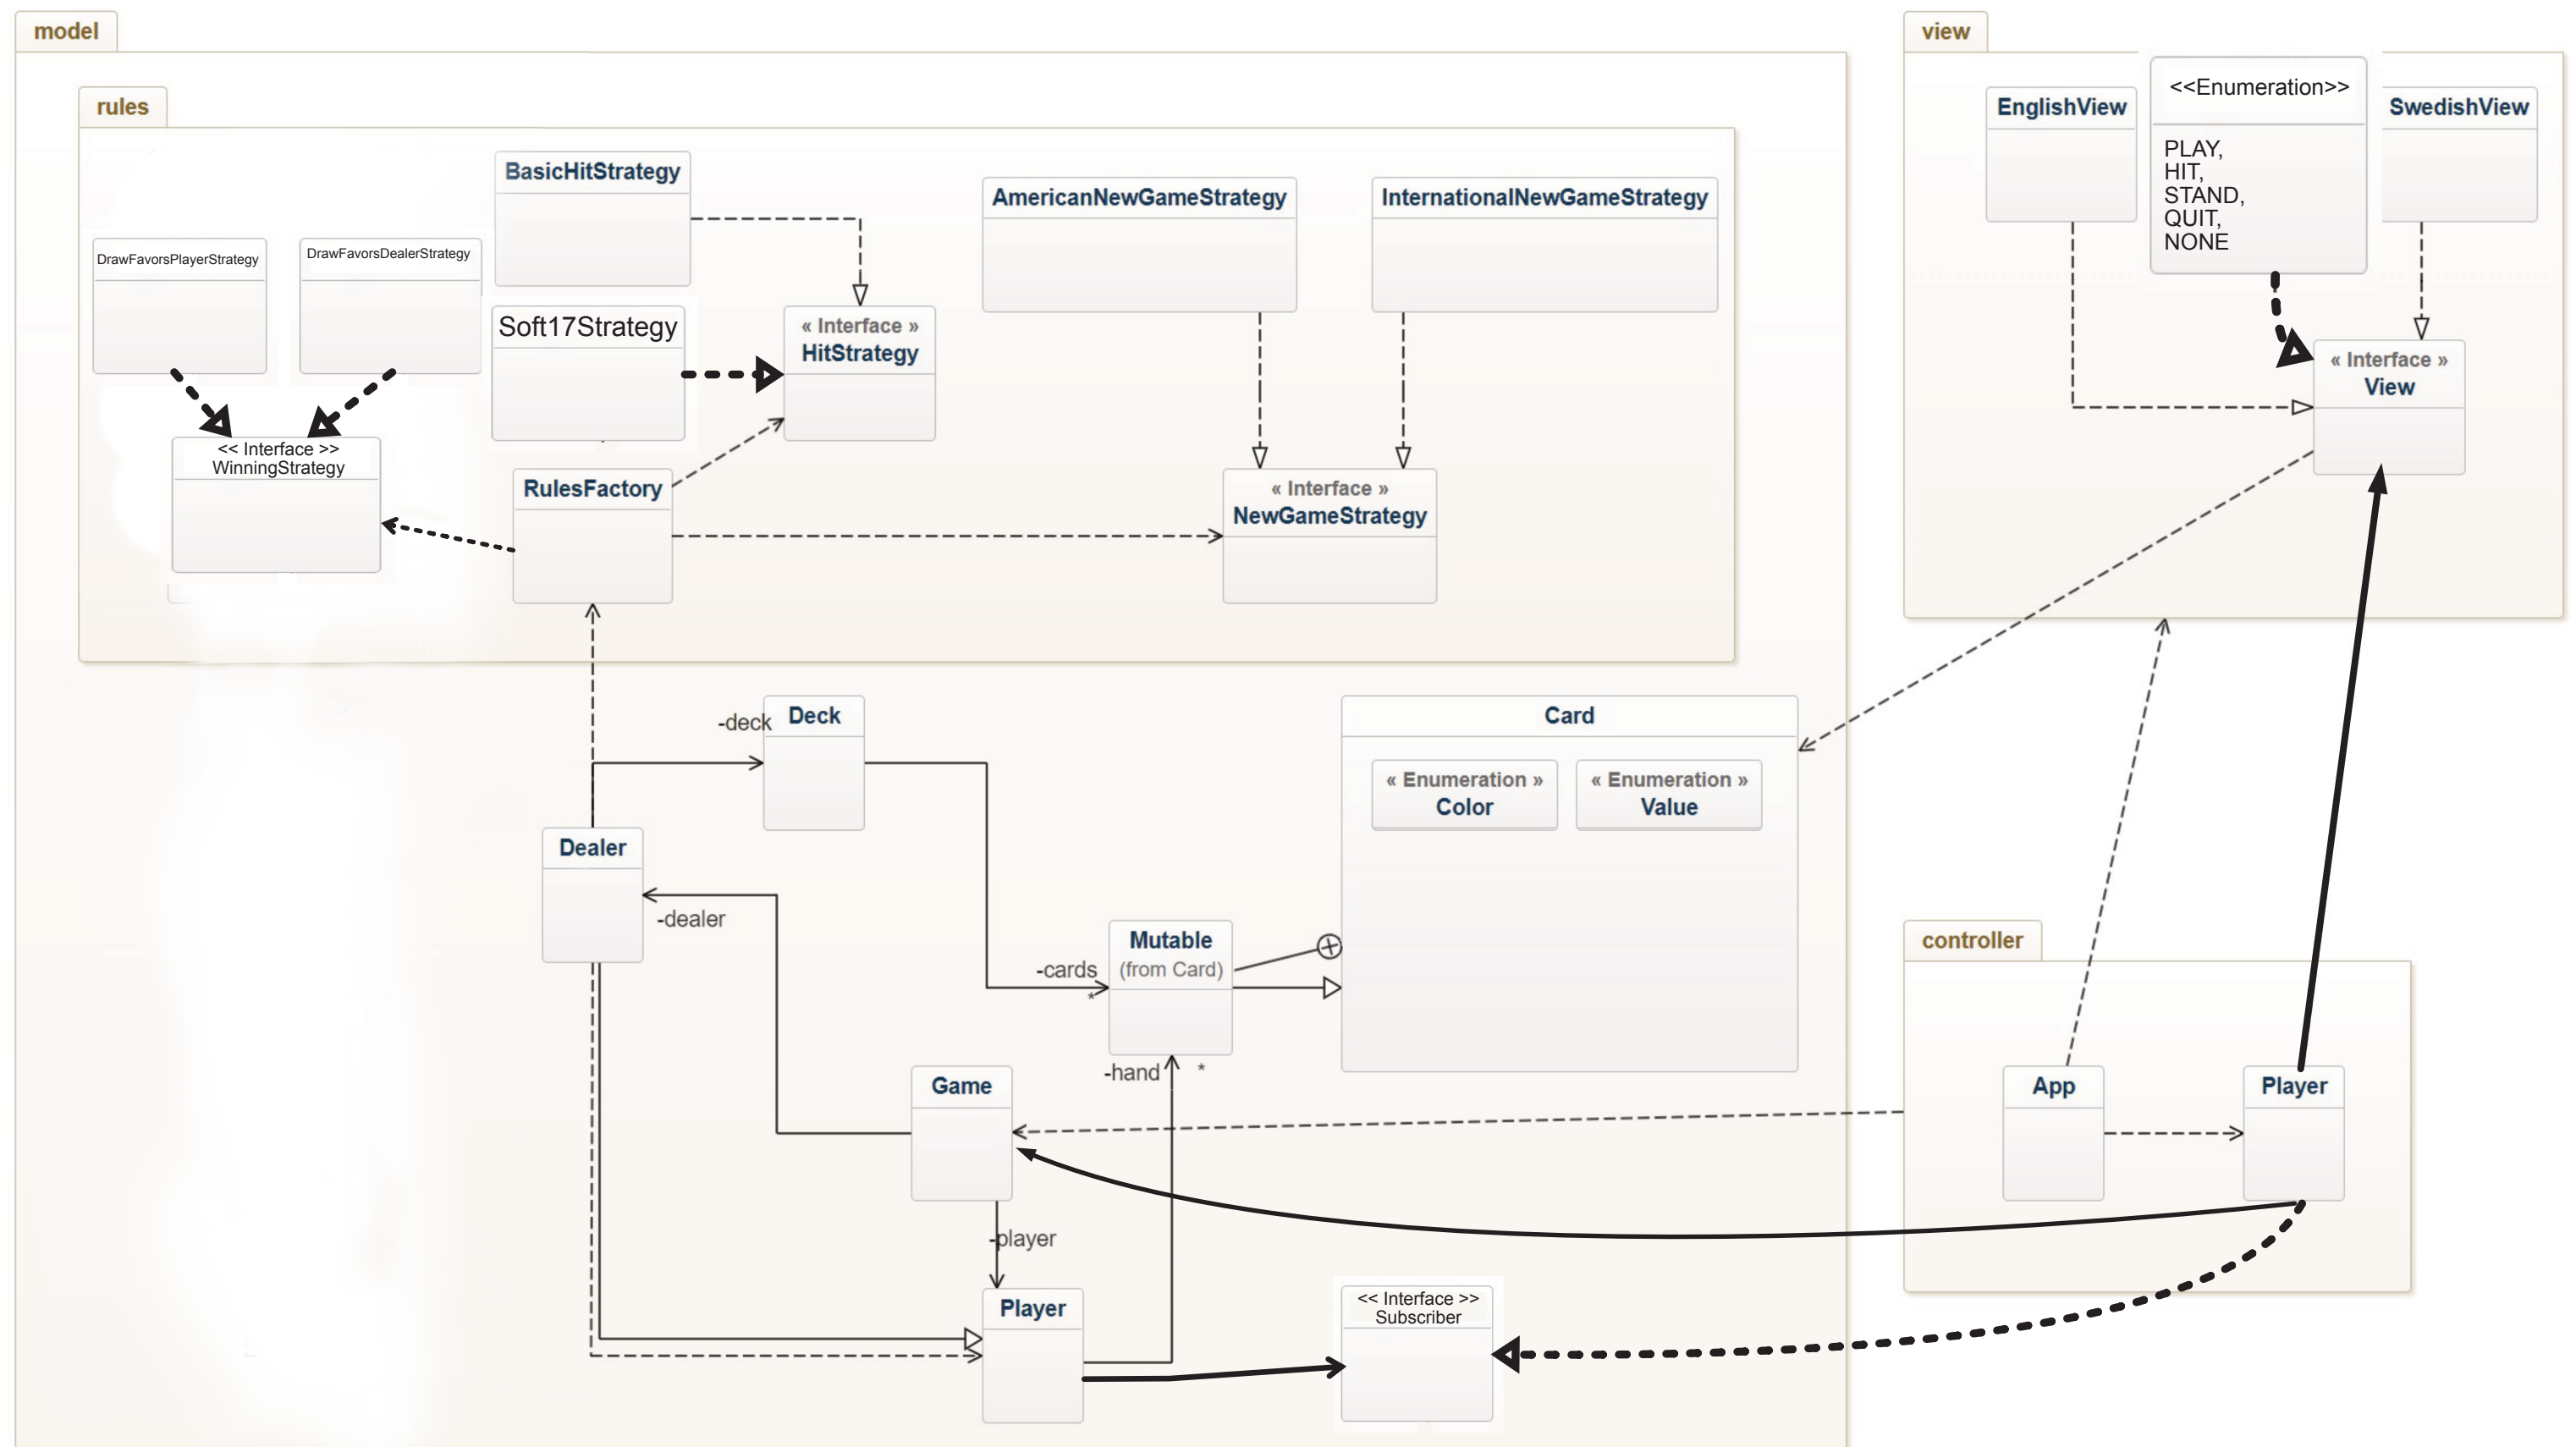 model
rules
BasicHitStrategy
AmericanNewGameStrategy
InternationalNewGameStrategy
DrawFavorsPlayerStrategy
DrawFavorsDealerStrategy
Soft17Strategy
« Interface »
HitStrategy
<< Interface >>
WinningStrategy
RulesFactory
« Interface »
NewGameStrategy
-deck
Deck
Card
« Enumeration »
Color
« Enumeration »
Value
Dealer
-dealer
Mutable
(from Card)
-cards
*
-hand
*
Game
-player
Player
<< Interface >>
Subscriber
view
EnglishView
<<Enumeration>>
PLAY,
HIT,
STAND,
QUIT,
NONE
SwedishView
« Interface »
View
controller
App
Player